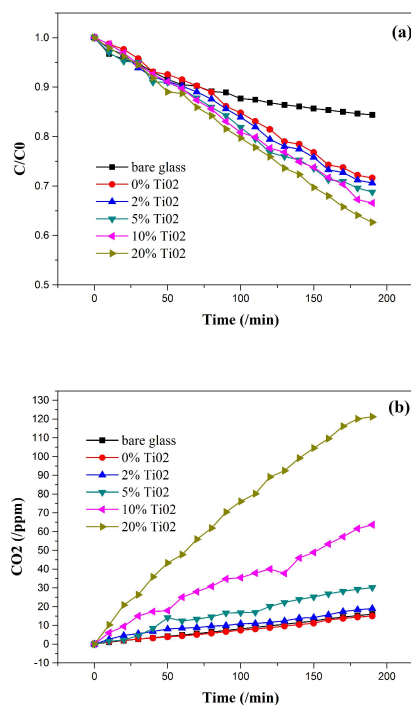 (a)
1.0
0.9
0.8
0.7
0.6
0.5
C/C0
bare glass
0% Ti02
2% Ti02
5% Ti02
10% Ti02
20% Ti02
0 50 100 150 200
Time (/min)
(b)
130
120
110
100
90
80
70
60
50
40
30
20
10
0
-10
CO2 (/ppm)
bare glass
0% Ti02
2% Ti02
5% Ti02
10% Ti02
20% Ti02
0 50 100 150 200
Time (/min)